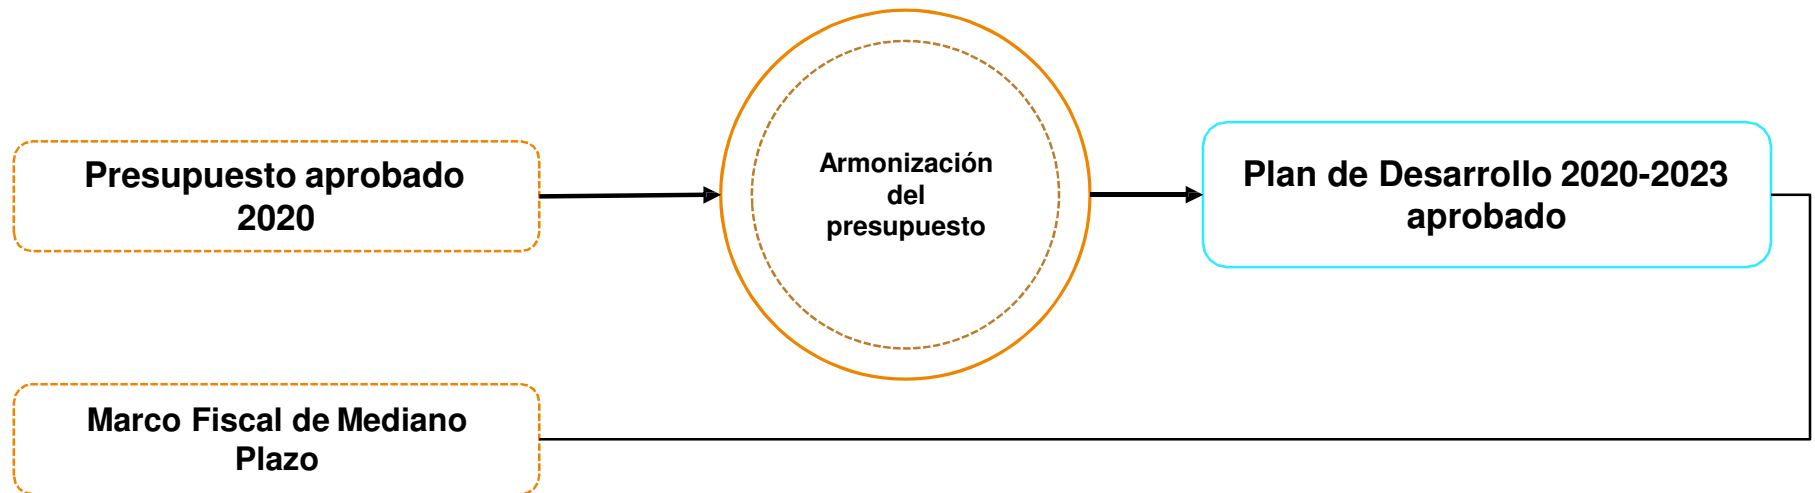 Presupuesto aprobado
2020
Armonización
del
presupuesto
Plan de Desarrollo 2020-2023
aprobado
Marco Fiscal de Mediano
Plazo